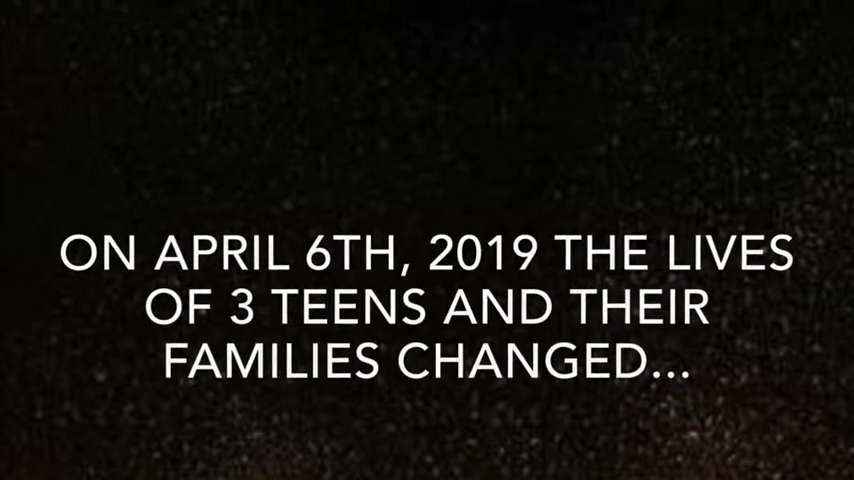 ON APRIL 6TH, 2019 THE LIVES
OF 3 TEENS AND THEIR
FAMILIES CHANGED...